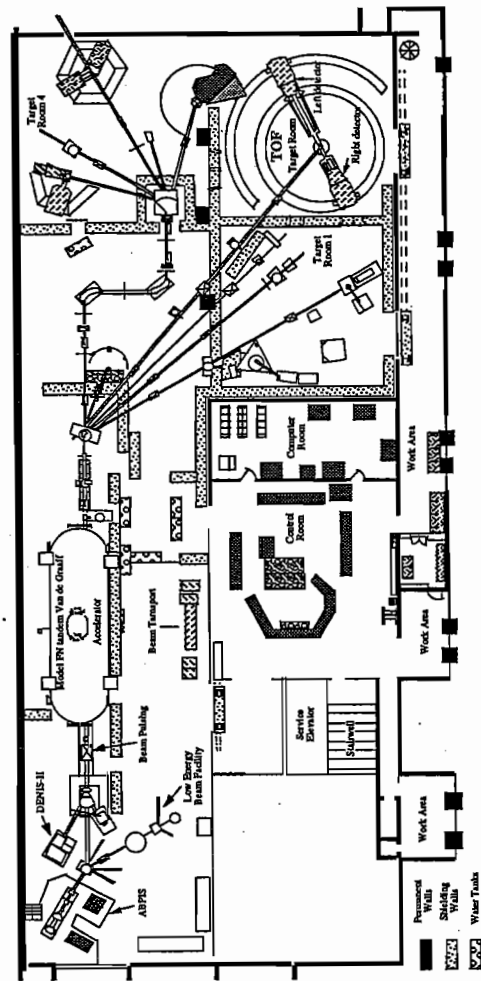 Target Room 4
TOF
Target Room
Left detector
Right detector
Target Room 1
Computer
Room
Control
Room
Work Area
Model FN tandem Van de Graaff
Accelerator
Beam Transport
Beam Pulsing
DENIS-II
Low Energy
Beam Facility
ABPIS
Service
Elevator
Stairwell
Work Area
Work Area
Permanent
Walls
Shielding
Walls
Water Tanks